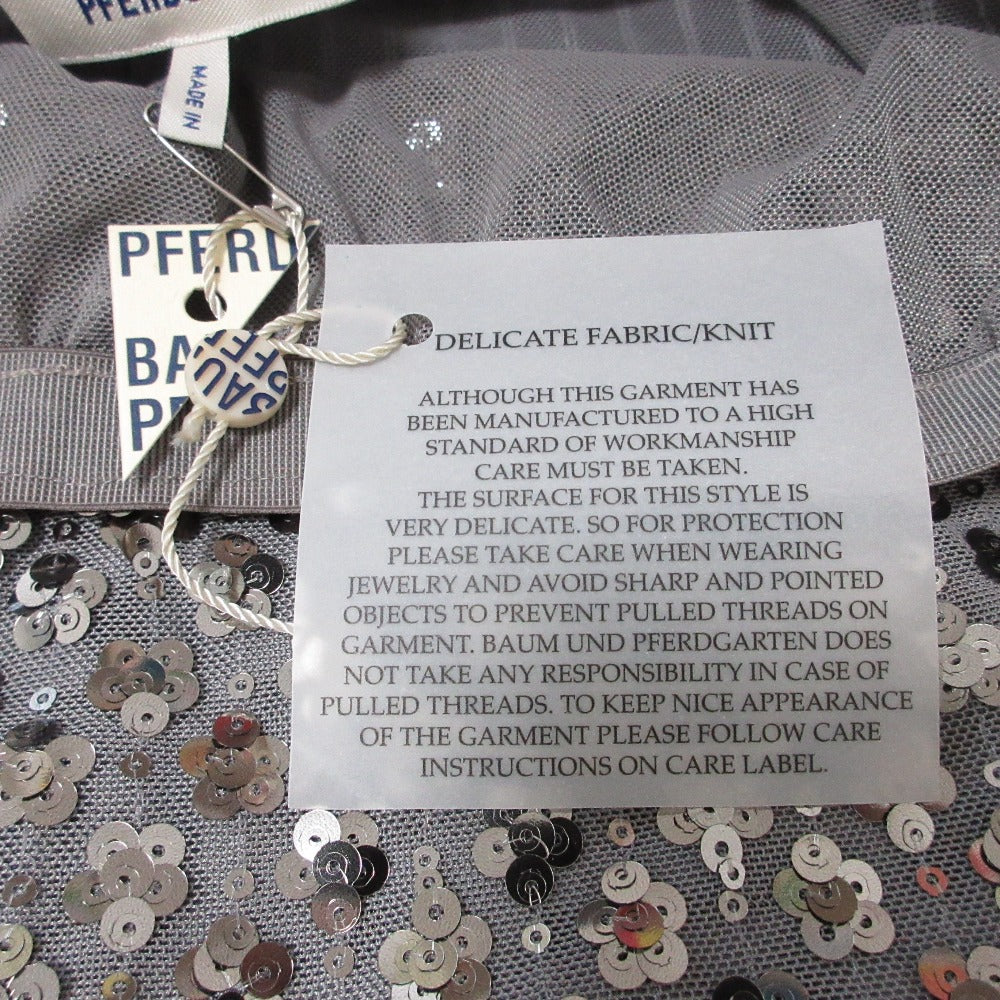 MADE IN
PFERD
BA
DELICATE FABRIC/KNIT
ALTHOUGH THIS GARMENT HAS
BEEN MANUFACTURED TO A HIGH
STANDARD OF WORKMANSHIP
CARE MUST BE TAKEN.
THE SURFACE FOR THIS STYLE IS
VERY DELICATE. SO FOR PROTECTION
PLEASE TAKE CARE WHEN WEARING
JEWELRY AND AVOID SHARP AND POINTED
OBJECTS TO PREVENT PULLED THREADS ON
GARMENT. BAUM UND PFERDGARTEN DOES
NOT TAKE ANY RESPONSIBILITY IN CASE OF
PULLED THREADS. TO KEEP NICE APPEARANCE
OF THE GARMENT PLEASE FOLLOW CARE
INSTRUCTIONS ON CARE LABEL.